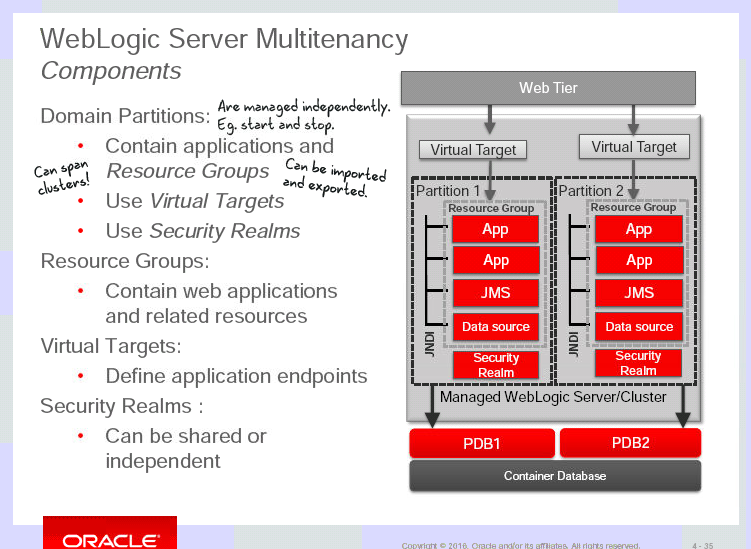 WebLogic Server Multitenancy
Components
Domain Partitions:
Are managed independently.
Eg. start and stop.
• Contain applications and
Resource Groups
Can span
clusters!
Can be imported
and exported.
• Use Virtual Targets
• Use Security Realms
Resource Groups:
• Contain web applications
and related resources
Virtual Targets:
• Define application endpoints
Security Realms :
• Can be shared or
independent
Web Tier
Virtual Target
Virtual Target
Partition 1
Resource Group
App
App
JMS
Data source
JNDI
Security
Realm
Partition 2
Resource Group
App
App
JMS
Data source
JNDI
Security
Realm
Managed WebLogic Server/Cluster
PDB1
PDB2
Container Database
ORACLE
Copyright © 2016, Oracle and/or its affiliates. All rights reserved.
4 - 35